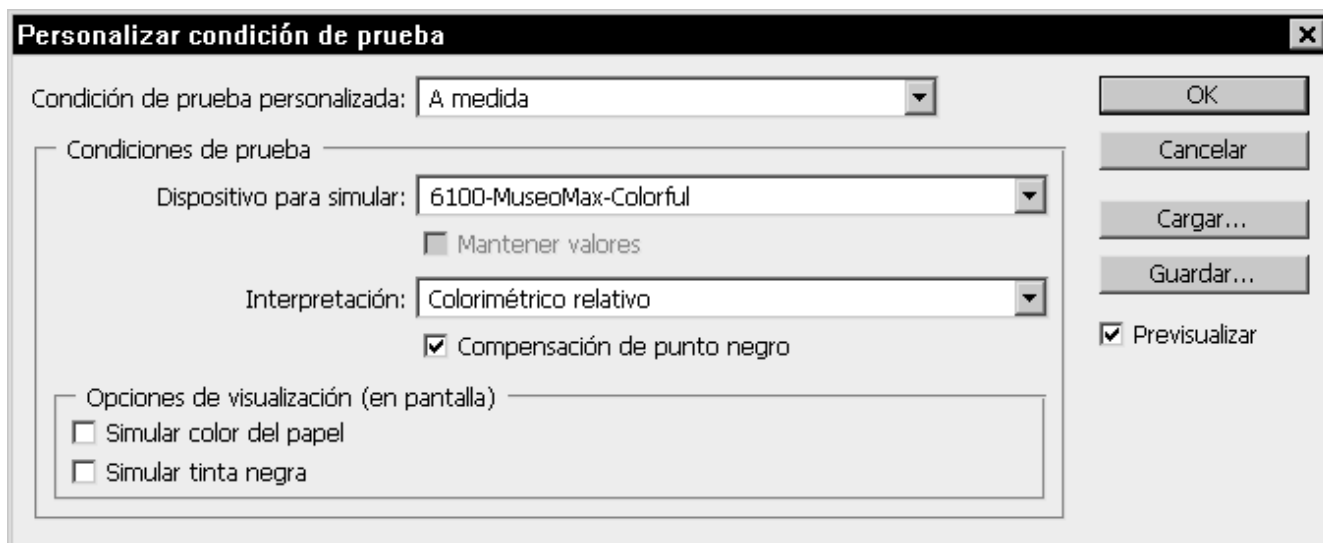 Personalizar condición de prueba
Condición de prueba personalizada: A medida
OK
Condiciones de prueba
Cancelar
Dispositivo para simular: 6100-MuseoMax-Colorful
Cargar...
Mantener valores
Guardar...
Interpretación: Colorimétrico relativo
Previsualizar
Compensación de punto negro
Opciones de visualización (en pantalla)
Simular color del papel
Simular tinta negra